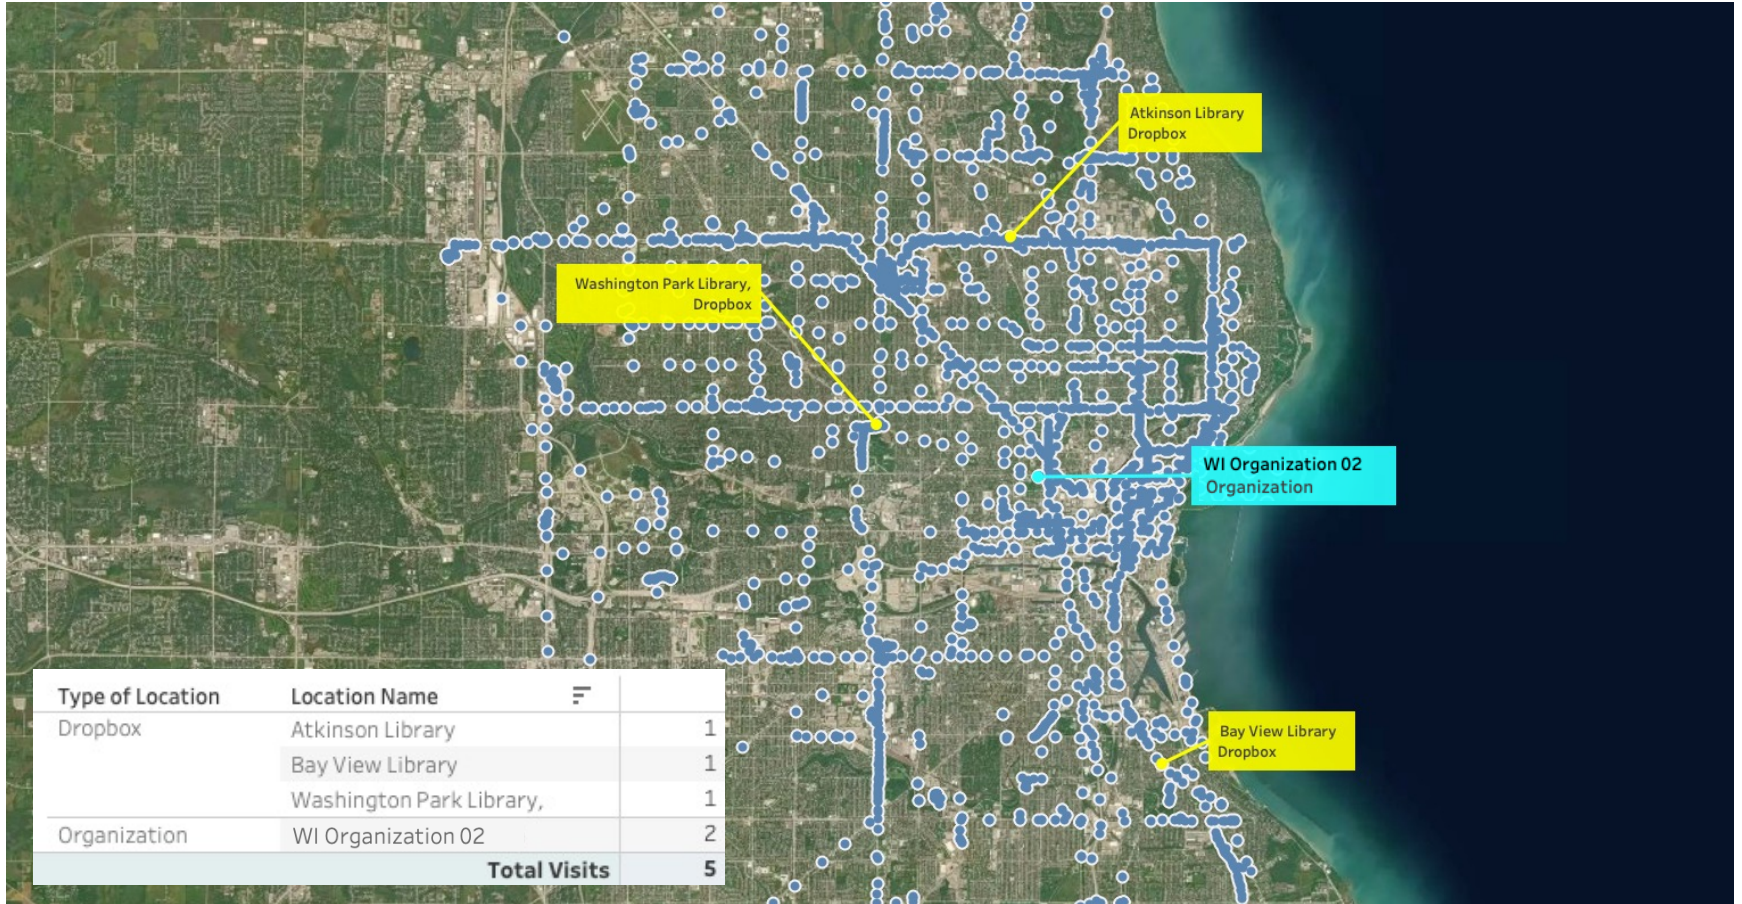 Atkinson Library
Dropbox
Washington Park Library,
Dropbox
WI Organization 02
Organization
Bay View Library
Dropbox
Type of Location Location Name
Dropbox Atkinson Library 1
Bay View Library 1
Washington Park Library, 1
Organization WI Organization 02 2
Total Visits 5